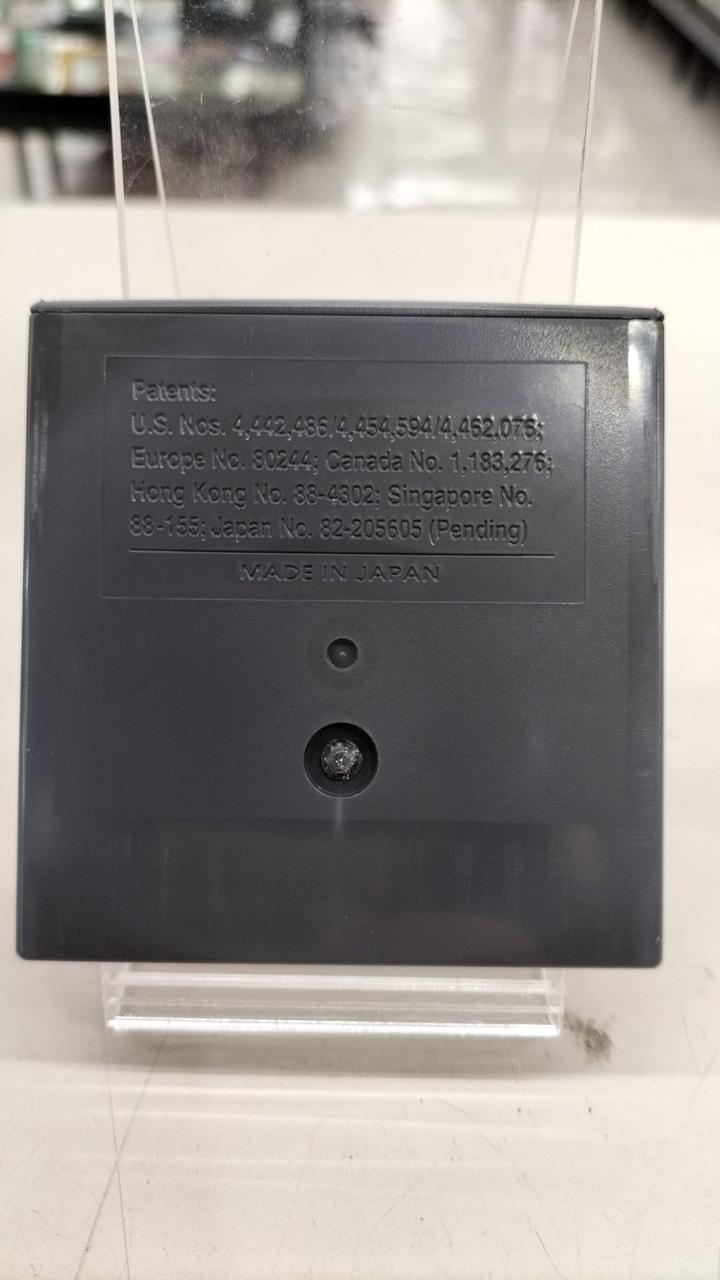 Patents:
U.S. Nos. 4,442,486/4,454,594/4,462,076;
Europe No. 80244; Canada No. 1,183,276;
Hong Kong No. 88-4302; Singapore No.
88-155; Japan No. 82-205605 (Pending)
MADE IN JAPAN